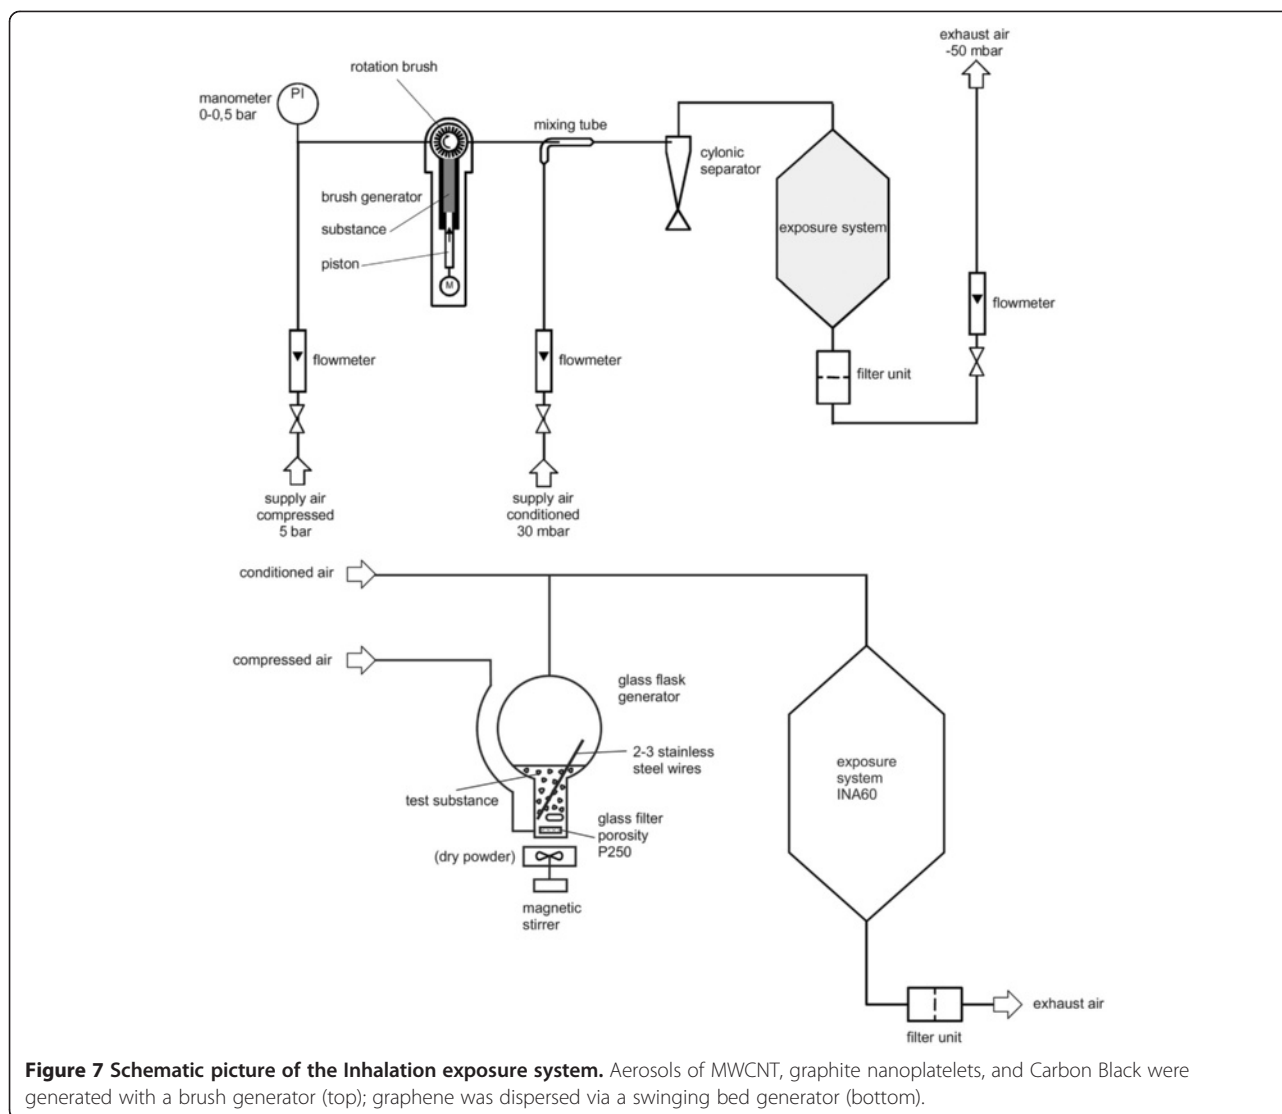 exhaust air
-50 mbar
rotation brush
manometer
0-0,5 bar
PI
mixing tube
cylonic
separator
brush generator
substance
piston
M
exposure system
flowmeter
flowmeter
flowmeter
filter unit
supply air
compressed
5 bar
supply air
conditioned
30 mbar
conditioned air
compressed air
glass flask
generator
2-3 stainless
steel wires
test substance
glass filter
porosity
P250
(dry powder)
magnetic
stirrer
exposure
system
INA60
exhaust air
filter unit
Figure 7 Schematic picture of the Inhalation exposure system. Aerosols of MWCNT, graphite nanoplatelets, and Carbon Black were
generated with a brush generator (top); graphene was dispersed via a swinging bed generator (bottom).